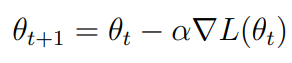 θ_{t+1} = θ_t − α∇L(θ_t)